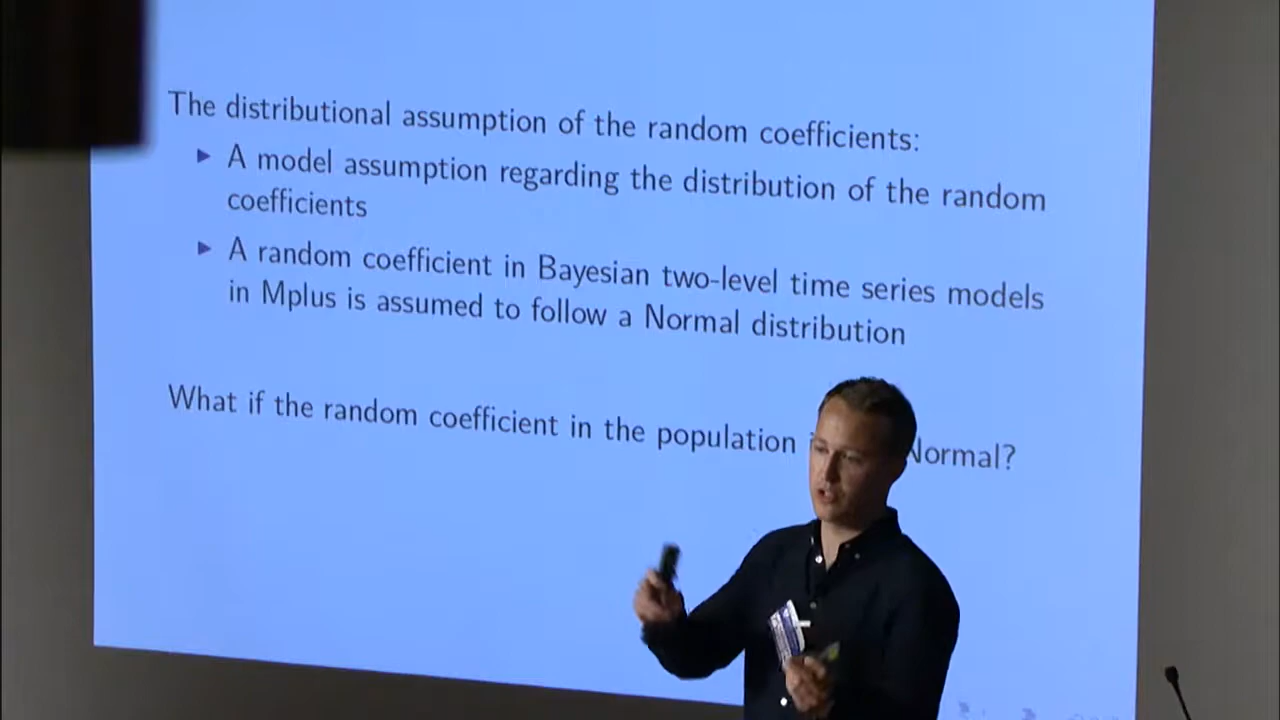 The distributional assumption of the random coefficients:
A model assumption regarding the distribution of the random
coefficients
A random coefficient in Bayesian two-level time series models
in Mplus is assumed to follow a Normal distribution
What if the random coefficient in the population Normal?